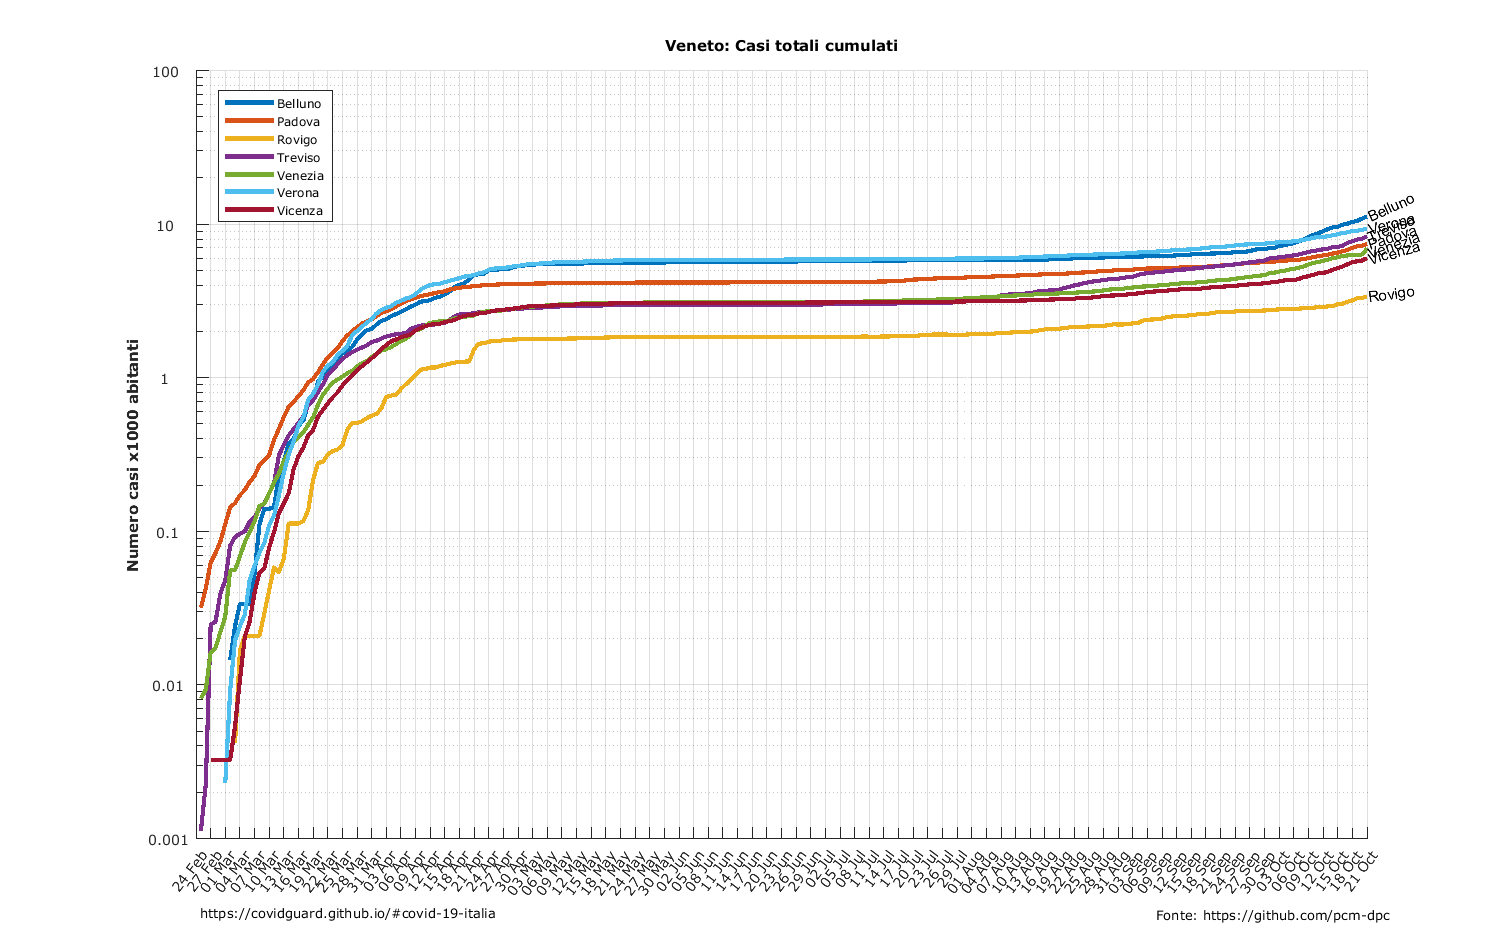 Veneto: Casi totali cumulati
Numero casi x1000 abitanti
100
10
1
0.1
0.01
0.001
Belluno
Padova
Rovigo
Treviso
Venezia
Verona
Vicenza
Belluno
Verona
Treviso
Padova
Venezia
Vicenza
Rovigo
24 Feb
27 Feb
01 Mar
04 Mar
07 Mar
10 Mar
13 Mar
16 Mar
19 Mar
22 Mar
25 Mar
28 Mar
31 Mar
03 Apr
06 Apr
09 Apr
12 Apr
15 Apr
18 Apr
21 Apr
24 Apr
27 Apr
30 Apr
03 May
06 May
09 May
12 May
15 May
18 May
21 May
24 May
27 May
30 May
02 Jun
05 Jun
08 Jun
11 Jun
14 Jun
17 Jun
20 Jun
23 Jun
26 Jun
29 Jun
02 Jul
05 Jul
08 Jul
11 Jul
14 Jul
17 Jul
20 Jul
23 Jul
26 Jul
29 Jul
01 Aug
04 Aug
07 Aug
10 Aug
13 Aug
16 Aug
19 Aug
22 Aug
25 Aug
28 Aug
31 Aug
03 Sep
06 Sep
09 Sep
12 Sep
15 Sep
18 Sep
21 Sep
24 Sep
27 Sep
30 Sep
03 Oct
06 Oct
09 Oct
12 Oct
15 Oct
18 Oct
21 Oct
https://covidguard.github.io/#covid-19-italia
Fonte: https://github.com/pcm-dpc